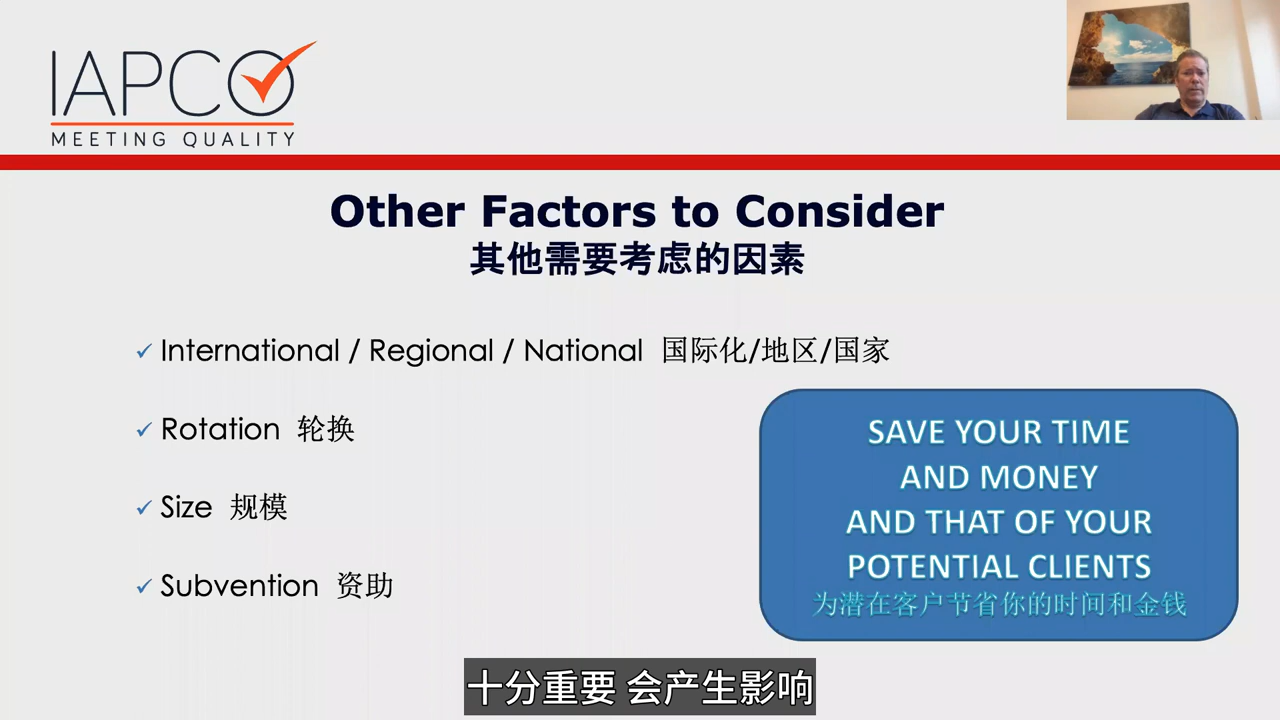 IAPCO
MEETING QUALITY
Other Factors to Consider
其他需要考虑的因素
✓ International / Regional / National 国际化/地区/国家
✓ Rotation 轮换
✓ Size 规模
✓ Subvention 资助
SAVE YOUR TIME
AND MONEY
AND THAT OF YOUR
POTENTIAL CLIENTS
为潜在客户节省你的时间和金钱
十分重要 会产生影响